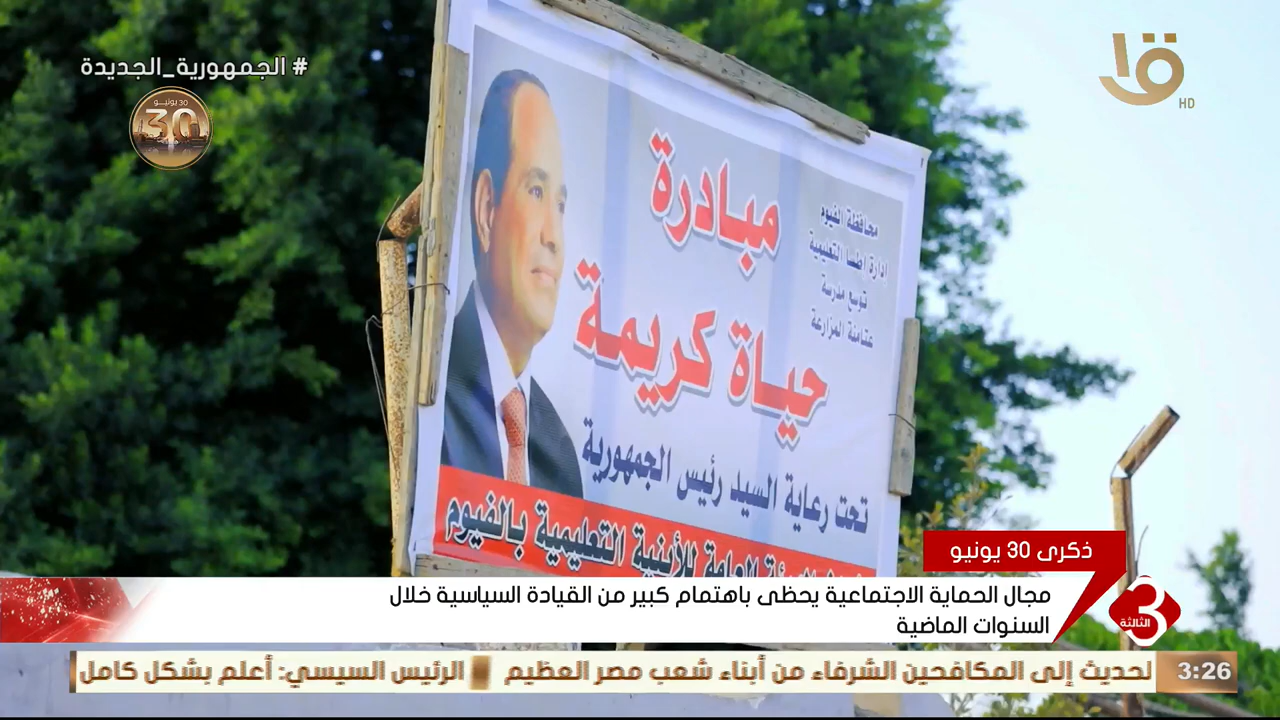 # الجمهورية_الجديدة
30 يونيو
30
HD
محافظة الفيوم
إدارة اطسا التعليمية
توسع مدرسة
عتامنة المزارعة
مبادرة
حياة كريمة
تحت رعاية السيد رئيس الجمهورية
العامة للأبنية التعليمية بالفيوم
ذكرى 30 يونيو
مجال الحماية الاجتماعية يحظى باهتمام كبير من القيادة السياسية خلال
السنوات الماضية
3
الثالثة
لحديث إلى المكافحين الشرفاء من أبناء شعب مصر العظيم
الرئيس السيسي: أعلم بشكل كامل
3:26